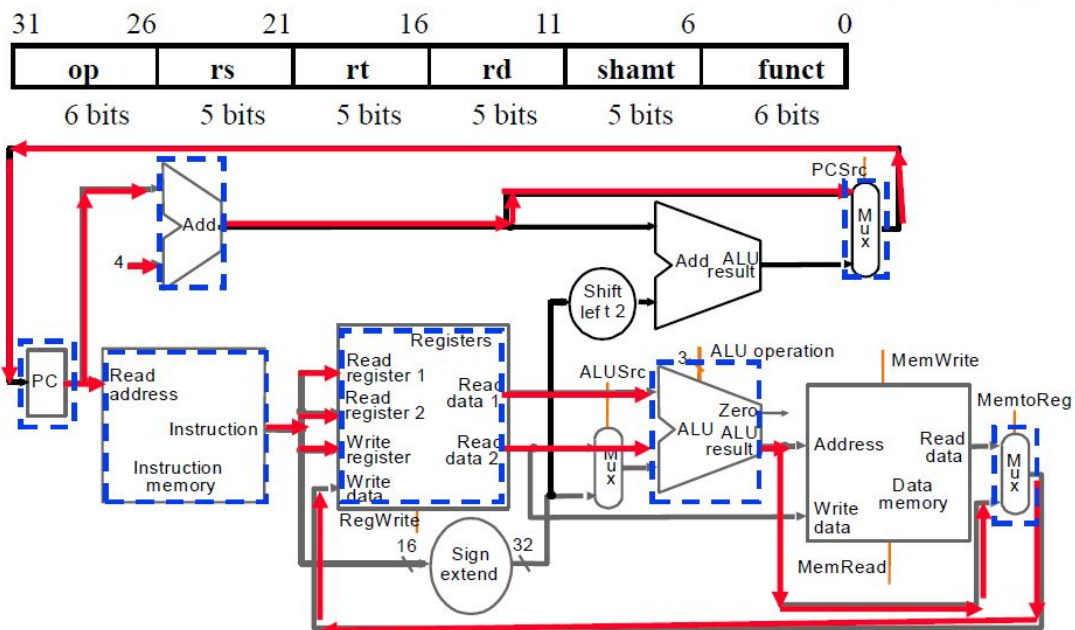 31 26 21 16 11 6 0
op rs rt rd shamt funct
6 bits 5 bits 5 bits 5 bits 5 bits 6 bits
PCSrc
Add
4
Mux
Add ALU
result
Shift
left 2
PC
Read
address
Instruction
Instruction
memory
Registers
Read
register 1
Read
register 2
Write
register
Write
data
Read
data 1
Read
data 2
RegWrite
16
Sign
extend
32
ALUSrc
Mux
3
ALU operation
Zero
ALU
ALU
result
MemWrite
Address
Read
data
Data
memory
Write
data
MemRead
MemtoReg
Mux